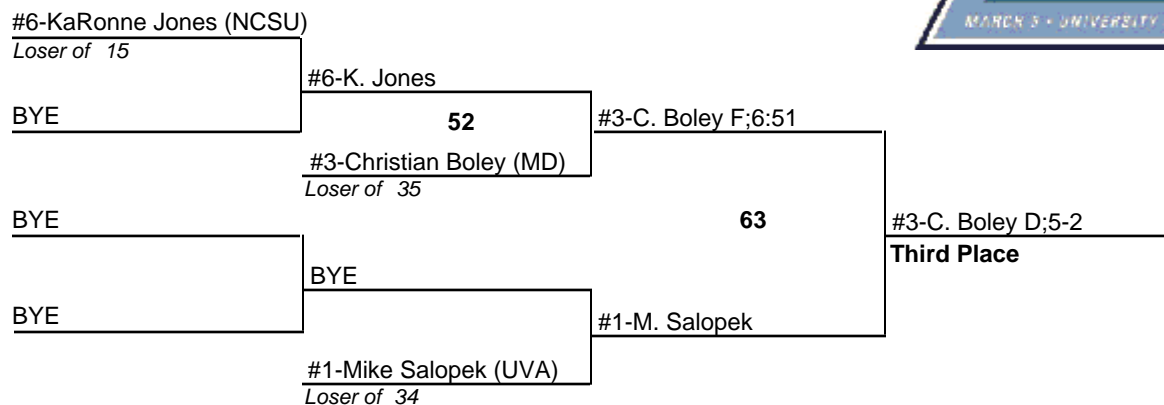 #6-KaRonne Jones (NCSU)
MARCH 5 • UNIVERSITY
Loser of 15
#6-K. Jones
BYE
52
#3-C. Boley F;6:51
#3-Christian Boley (MD)
Loser of 35
BYE
63
#3-C. Boley D;5-2
Third Place
BYE
BYE
#1-M. Salopek
#1-Mike Salopek (UVA)
Loser of 34